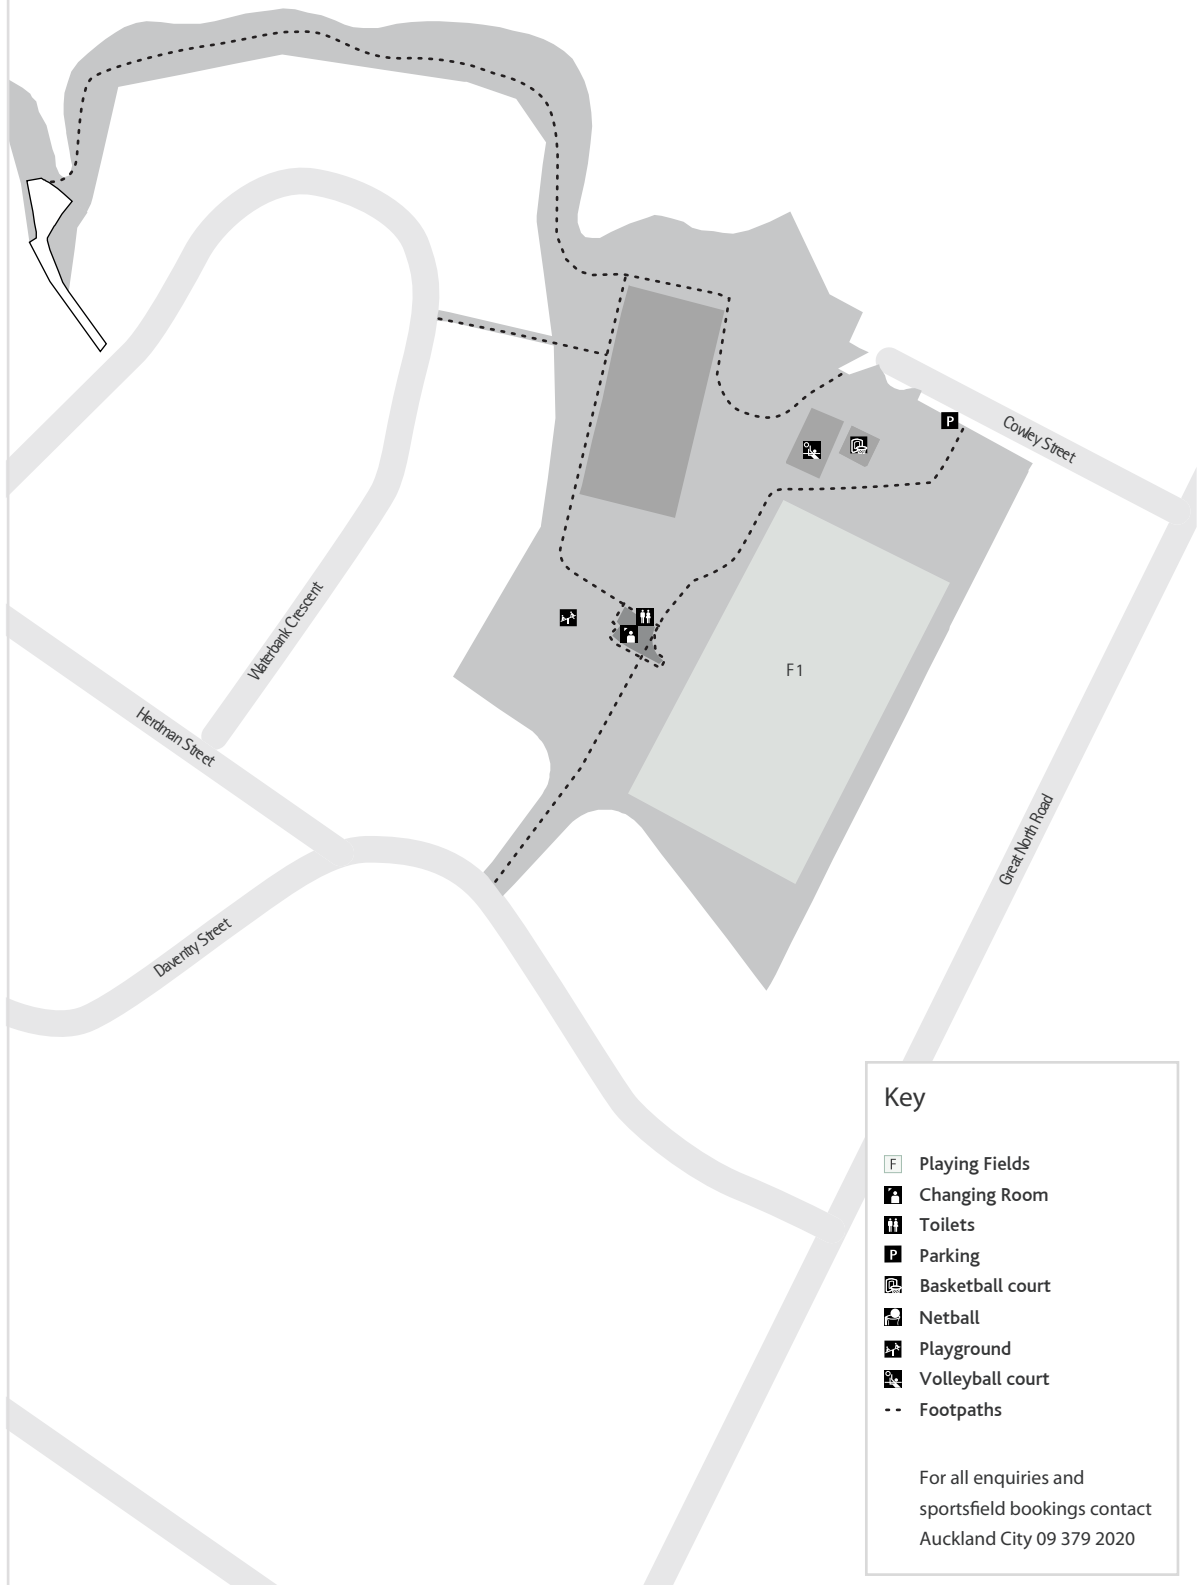 P
Cowley Street
Waterbank Crescent
F1
Herdman Street
Great North Road
Daventry Street
Key
F Playing Fields
Changing Room
Toilets
P Parking
Basketball court
Netball
Playground
Volleyball court
Footpaths
For all enquiries and
sportsfield bookings contact
Auckland City 09 379 2020